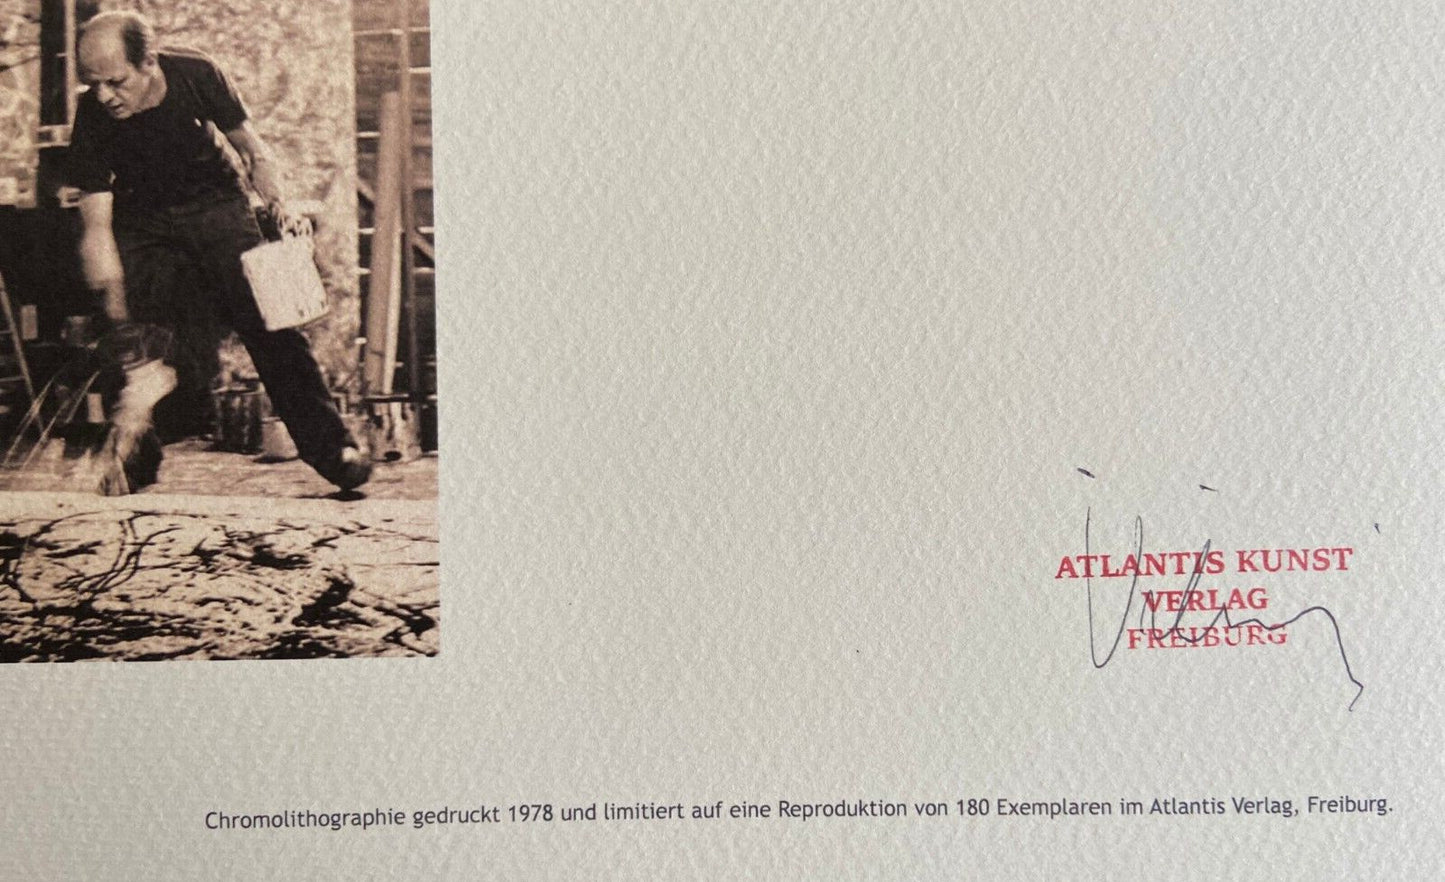 ATLANTIS KUNST
VERLAG
FREIBURG
Chromolithographie gedruckt 1978 und limitiert auf eine Reproduktion von 180 Exemplaren im Atlantis Verlag, Freiburg.